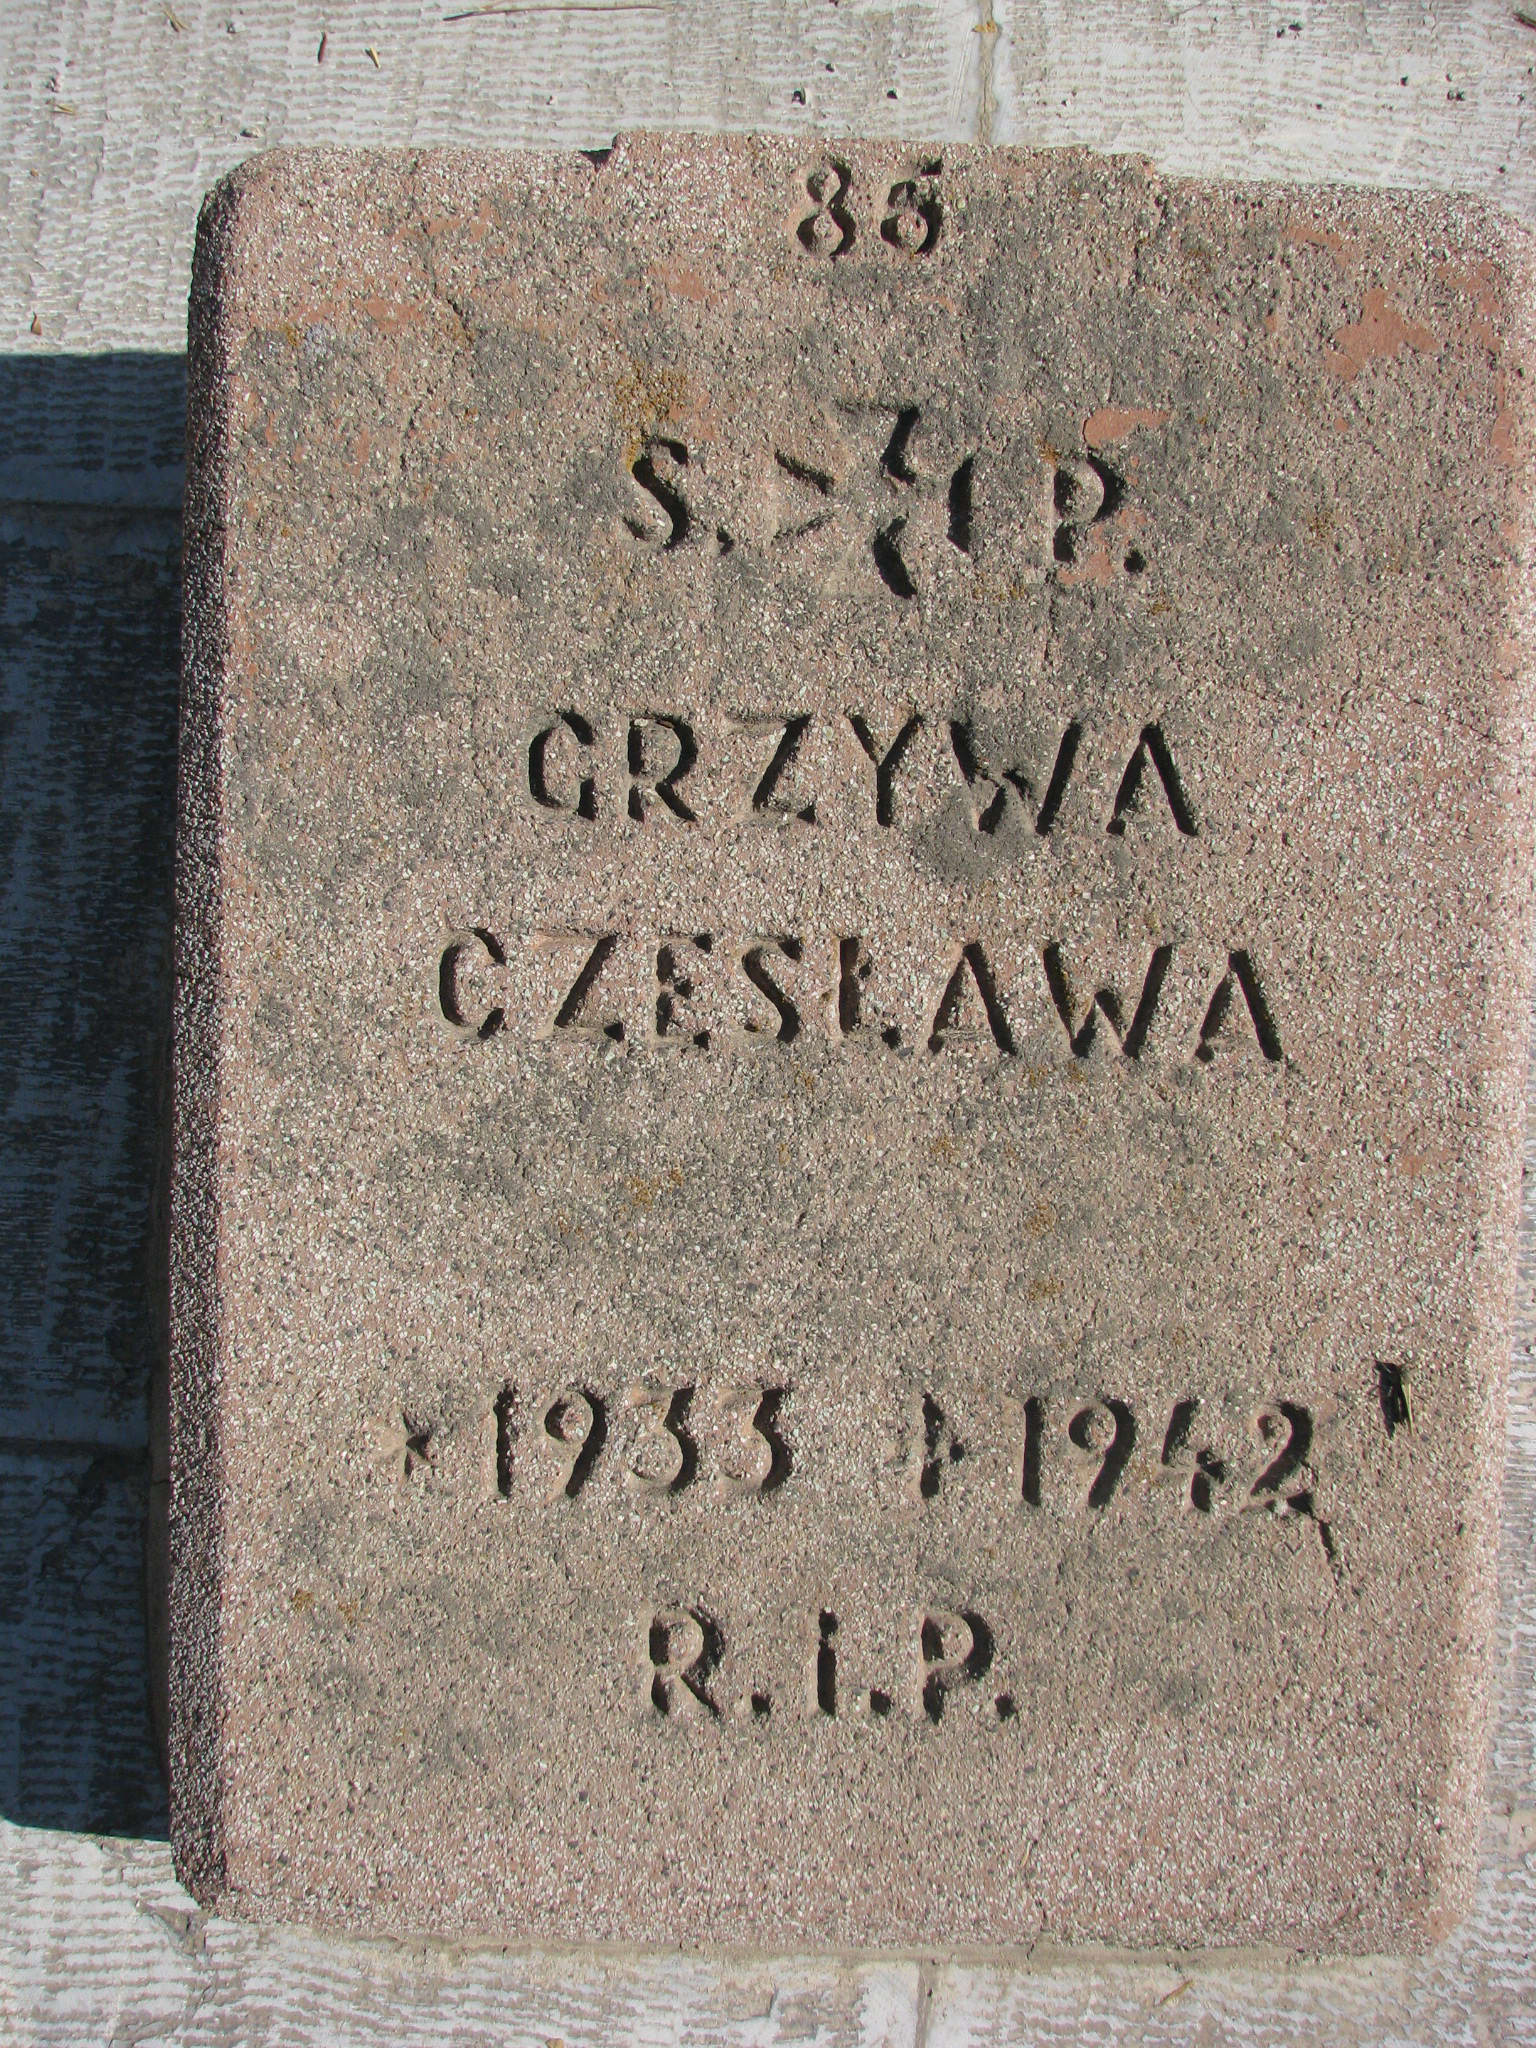 85
S. P.
GRZYWA
CZESŁAWA
* 1933 + 1942
R.I.P.